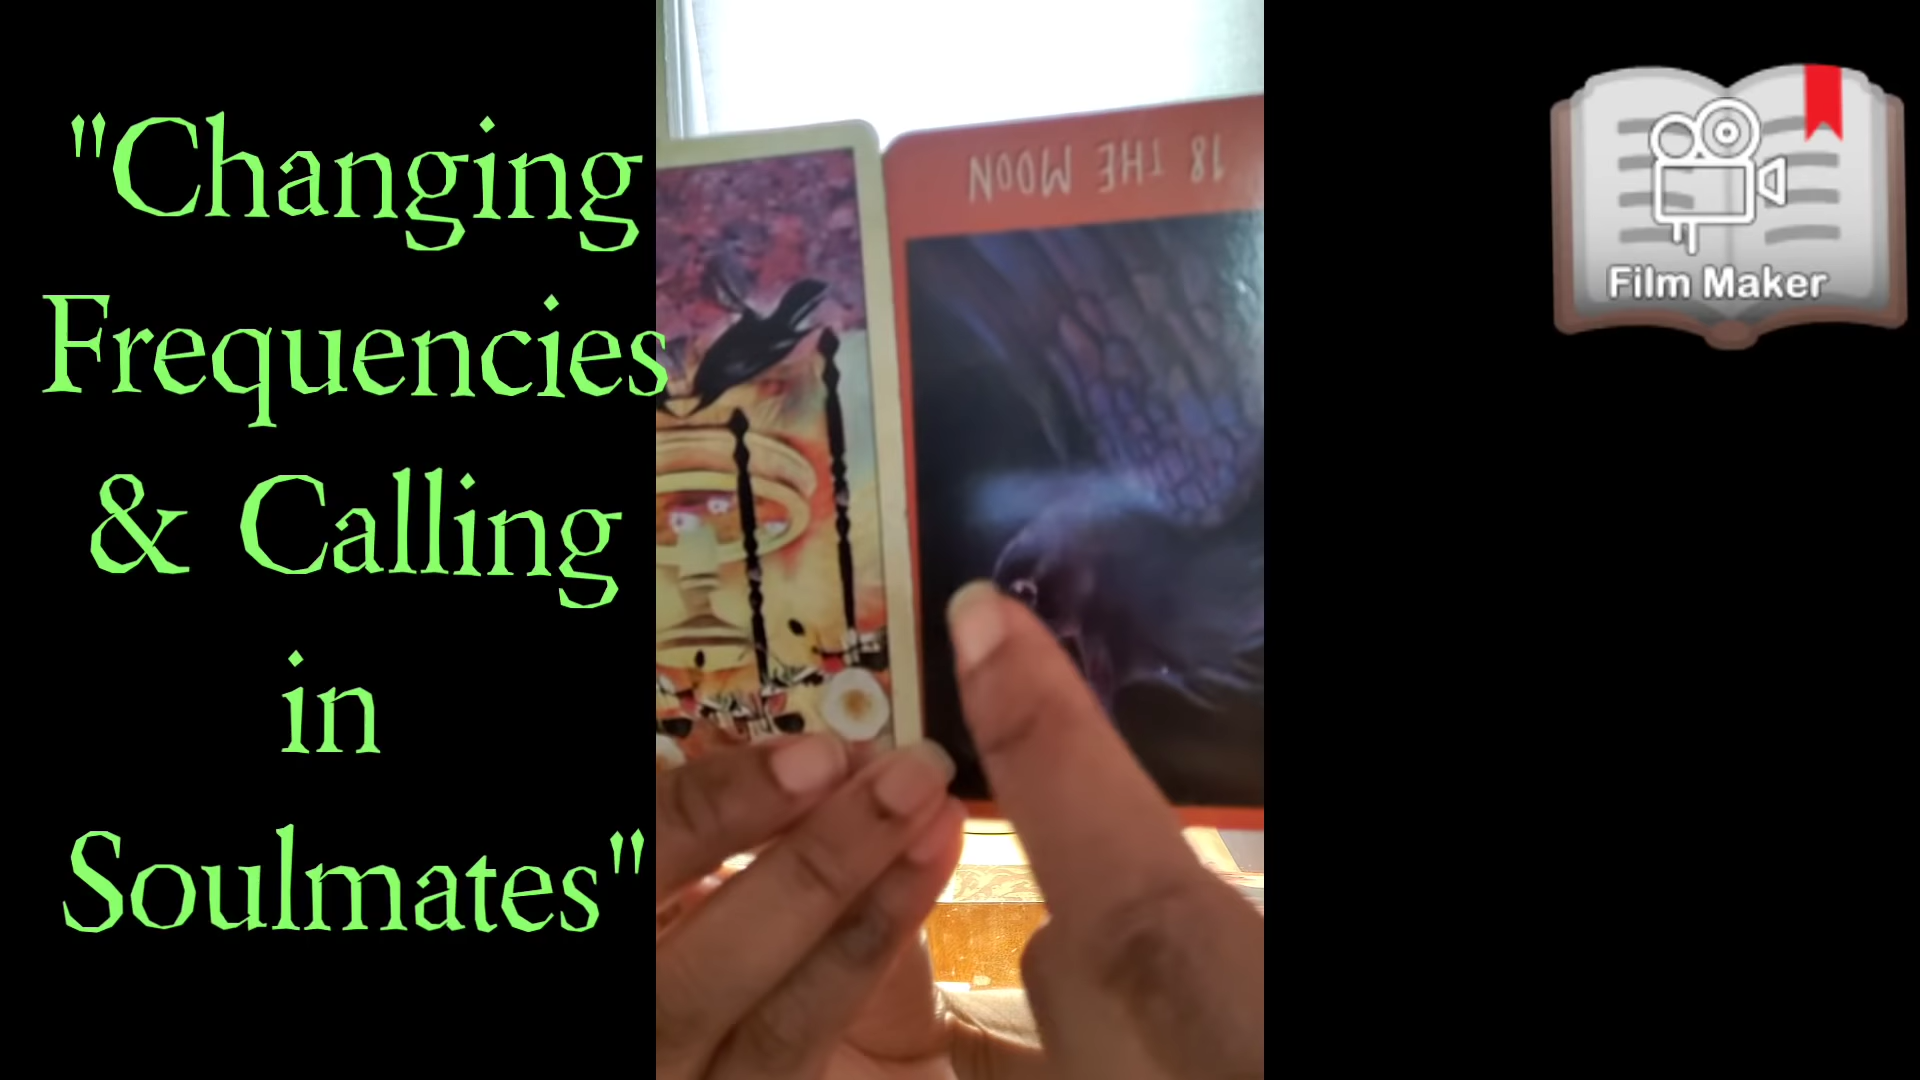 "Changing
Frequencies
& Calling
in
Soulmates"
18 THE MOON
Film Maker